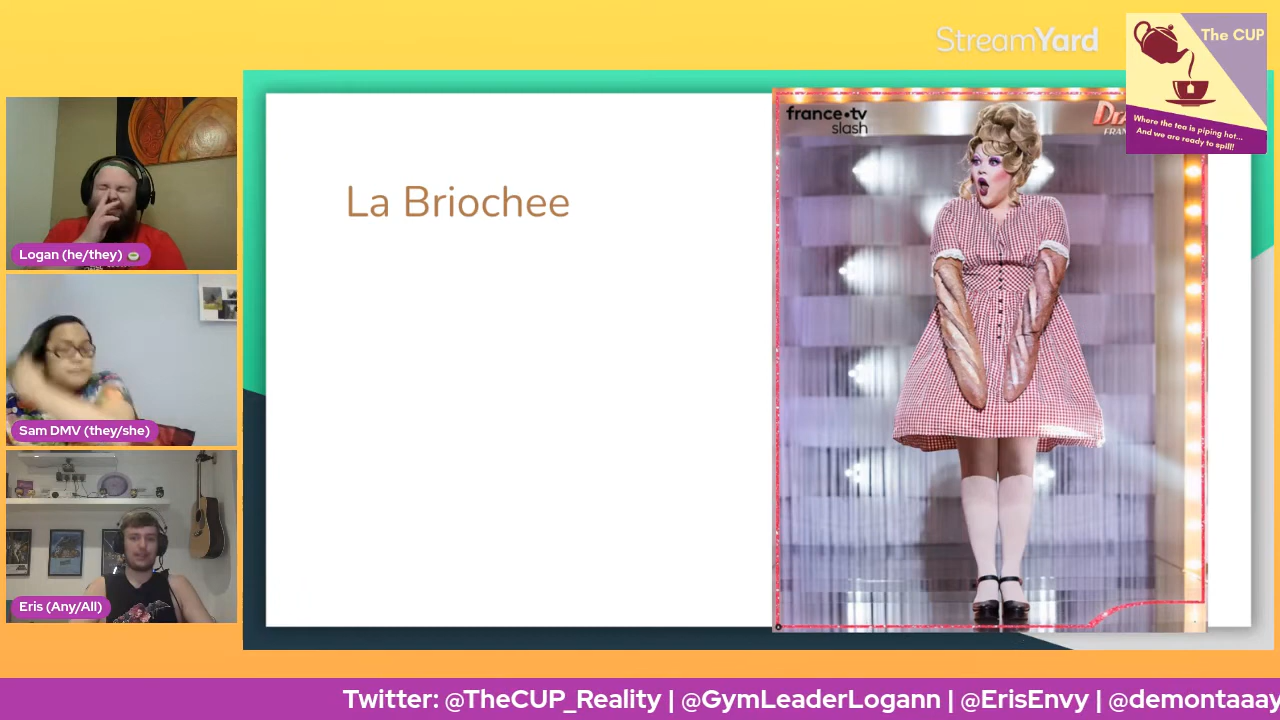 StreamYard
The CUP
Where the tea is piping hot...
And we are ready to spill!
france•tv
slash
FRAN
La Briochee
Logan (he/they) 🍵
Sam DMV (they/she)
Eris (Any/All)
Twitter: @TheCUP_Reality | @GymLeaderLogann | @ErisEnvy | @demontaaay